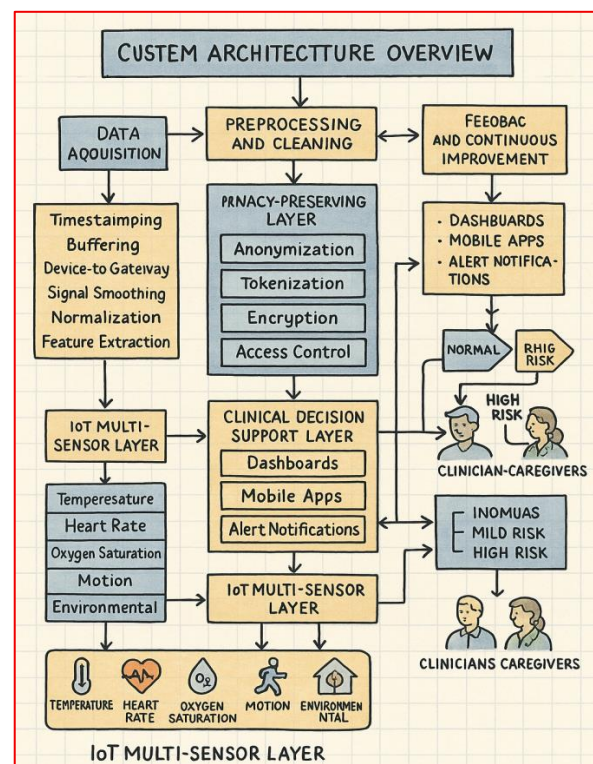 CUSTEM ARCHITECTTURE OVERVIEW
DATA
AQOUISITION
PREPROCESSING
AND CLEANING
FEEOBAC
AND CONTINUOUS
IMPROVEMENT
Timestaimping
Buffering
Device-to Gateivay
Signal Smoothing
Normalization
Feature Extraction
PRNACY-PRESERVING
LAYER
Anonymization
Tokenization
Encryption
Access Control
· DASHBUARDS
· MOBILE APPS
· ALERT NOTIFICA-
TIONS
NORMAL
RHIG
RISK
HIGH
RISK
CLINICIAN-CAREGIVERS
IoT MULTI-
SENSOR LAYER
CLINICAL DECISION
SUPPORT LAYER
Dashboards
Mobile Apps
Alert Notifications
Temperesature
Heart Rate
Oxygen Saturation
Motion
Environmental
INOMUAS
MILD RISK
HIGH RISK
IoT MULTI-SENSOR
LAYER
CLINICIANS CAREGIVERS
TEMPERATURE
HEART
RATE
OXYGEN
SATURATION
MOTION
ENVIRONMEN
NTAL
IoT MULTI-SENSOR LAYER